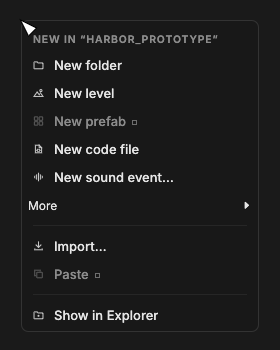 NEW IN "HARBOR_PROTOTYPE"
New folder
New level
New prefab
New code file
New sound event...
More
Import...
Paste
Show in Explorer